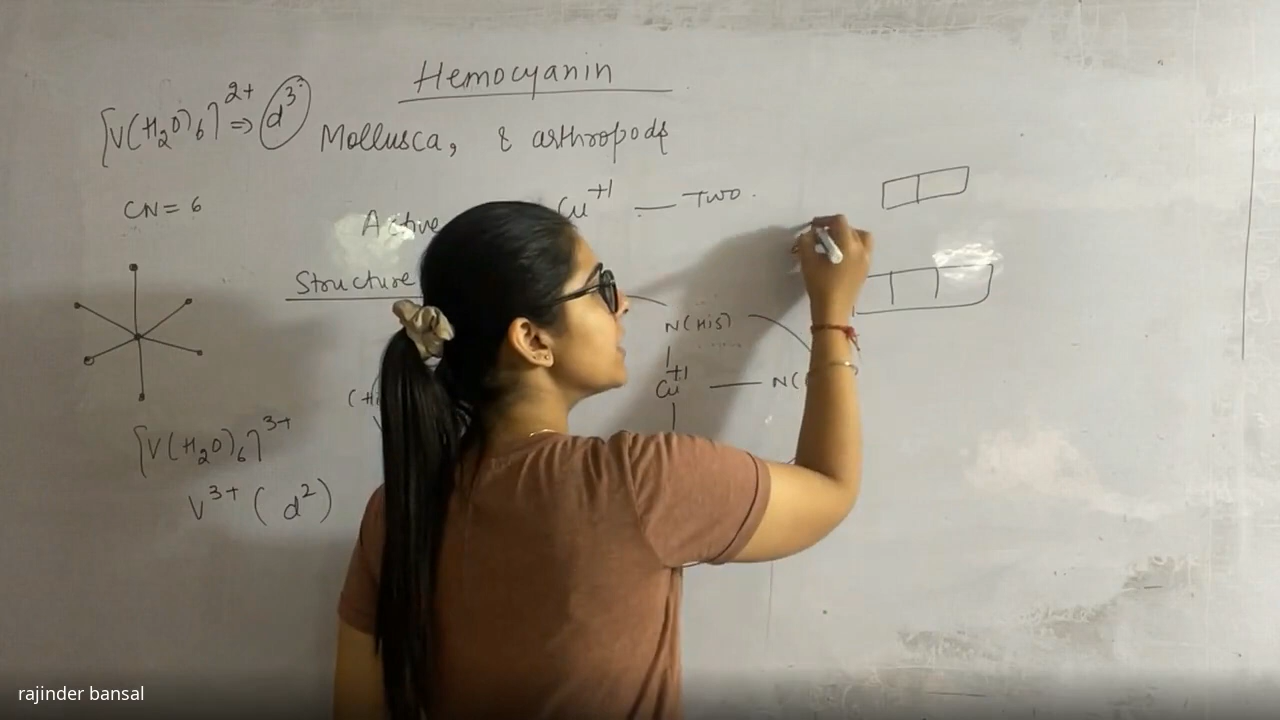 Hemocyanin
[V(H₂O)₆]²⁺ ⇒ d³
Mollusca, & arthropods
CN = 6
Active
Cu⁺¹ — Two
Structure
N(His)
Cu⁺¹ — N(
[V(H₂O)₆]³⁺
V³⁺ (d²)
rajinder bansal